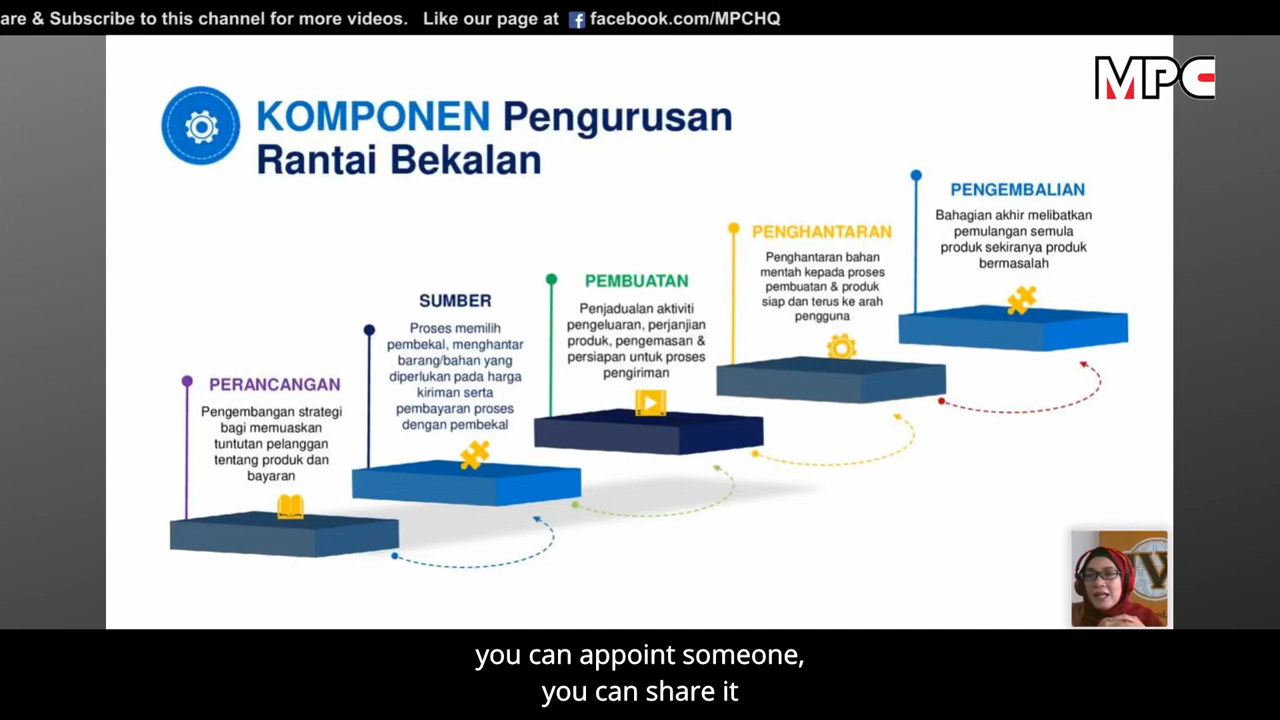 are & Subscribe to this channel for more videos. Like our page at facebook.com/MPCHQ
MPC
KOMPONEN Pengurusan
Rantai Bekalan
PERANCANGAN
Pengembangan strategi
bagi memuaskan
tuntutan pelanggan
tentang produk dan
bayaran
SUMBER
Proses memilih
pembekal, menghantar
barang/bahan yang
diperlukan pada harga
kiriman serta
pembayaran proses
dengan pembekal
PEMBUATAN
Penjadualan aktiviti
pengeluaran, perjanjian
produk, pengemasan &
persiapan untuk proses
pengiriman
PENGHANTARAN
Penghantaran bahan
mentah kepada proses
pembuatan & produk
siap dan terus ke arah
pengguna
PENGEMBALIAN
Bahagian akhir melibatkan
pemulangan semula
produk sekiranya produk
bermasalah
you can appoint someone,
you can share it